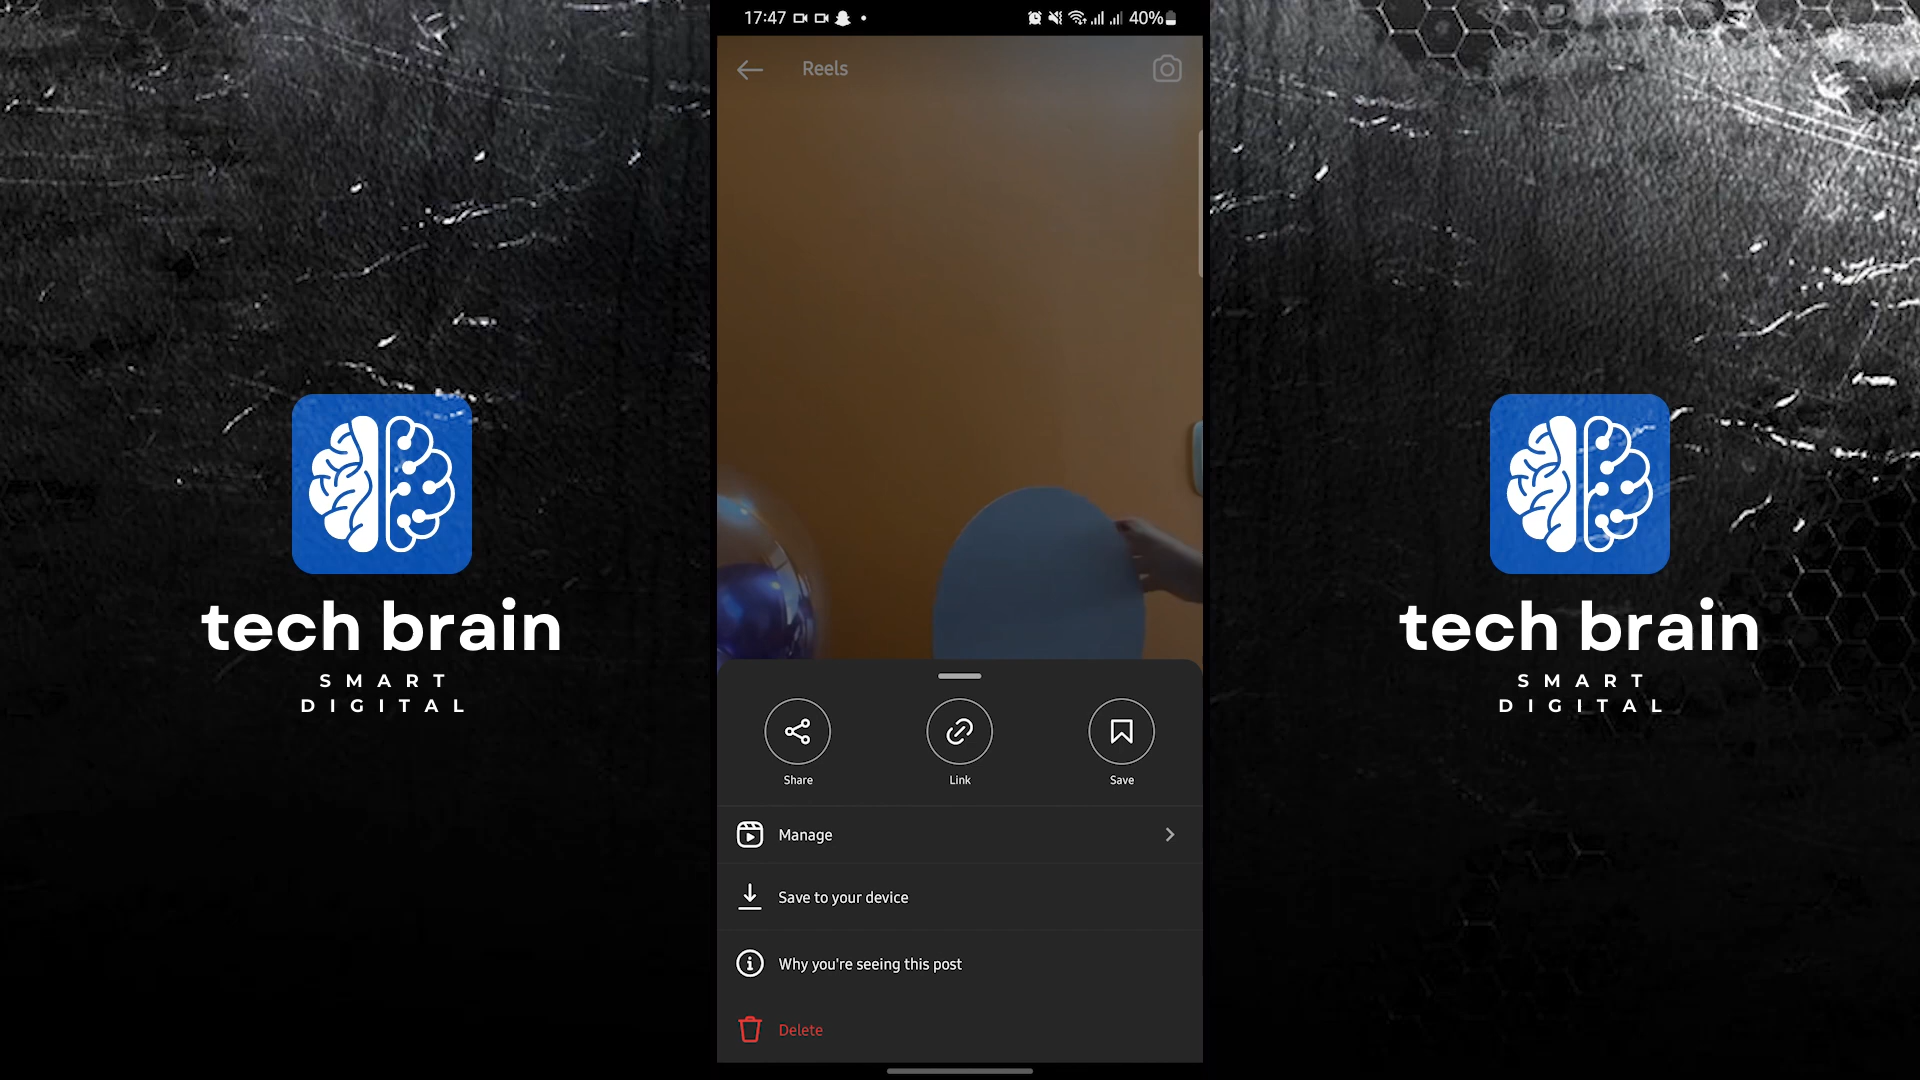 17:47
40%
Reels
tech brain
SMART
DIGITAL
Share
Link
Save
Manage
Save to your device
Why you're seeing this post
Delete
tech brain
SMART
DIGITAL